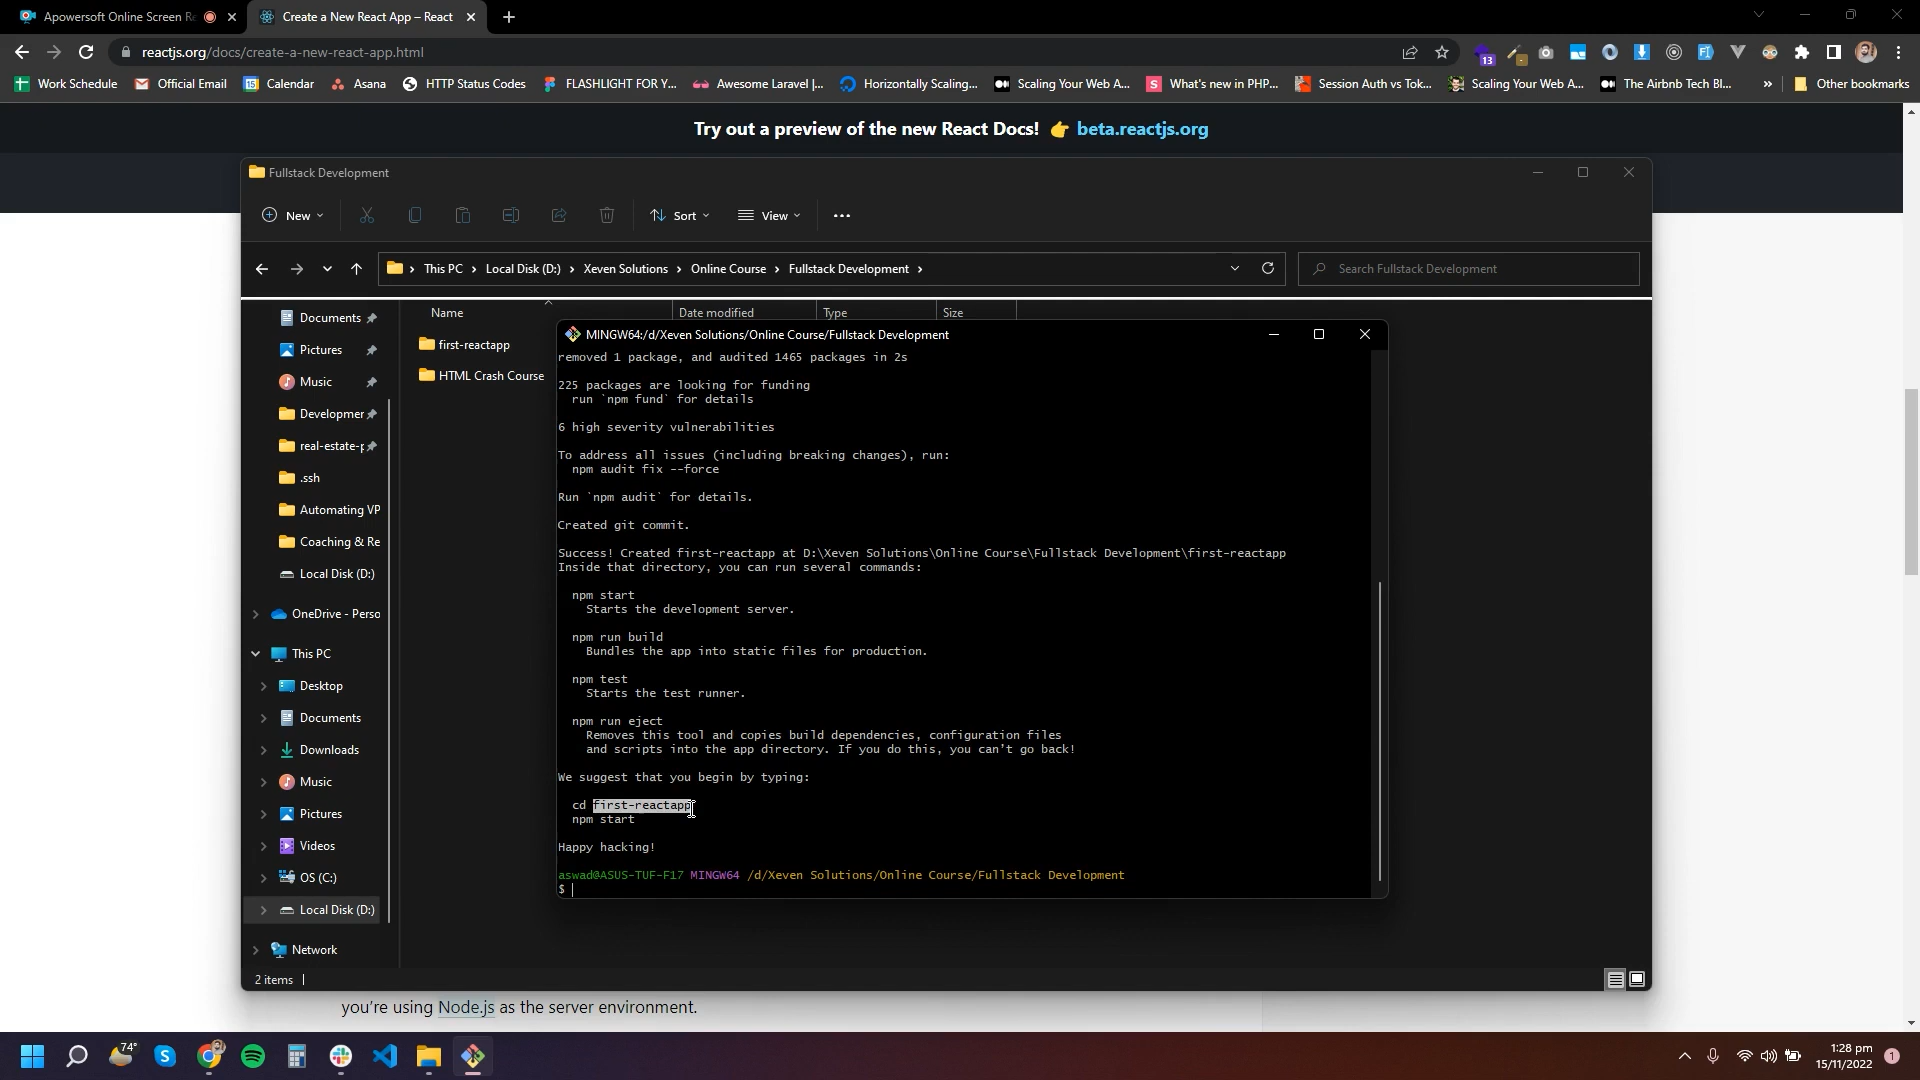 Apowersoft Online Screen Re
Create a New React App – React
reactjs.org/docs/create-a-new-react-app.html
13
Work Schedule
Official Email
Calendar
Asana
HTTP Status Codes
FLASHLIGHT FOR Y...
Awesome Laravel |...
Horizontally Scaling...
Scaling Your Web A...
What's new in PHP...
Session Auth vs Tok...
Scaling Your Web A...
The Airbnb Tech Bl...
»
Other bookmarks
Try out a preview of the new React Docs! 👉 beta.reactjs.org
Fullstack Development
New
Sort
View
This PC › Local Disk (D:) › Xeven Solutions › Online Course › Fullstack Development ›
Search Fullstack Development
Name
Date modified
Type
Size
Documents
Pictures
Music
Developmer
real-estate-p
.ssh
Automating VP
Coaching & Re
Local Disk (D:)
OneDrive - Perso
This PC
Desktop
Documents
Downloads
Music
Pictures
Videos
OS (C:)
Local Disk (D:)
Network
first-reactapp
HTML Crash Course
2 items
MINGW64:/d/Xeven Solutions/Online Course/Fullstack Development
removed 1 package, and audited 1465 packages in 2s
225 packages are looking for funding
run `npm fund` for details
6 high severity vulnerabilities
To address all issues (including breaking changes), run:
npm audit fix --force
Run `npm audit` for details.
Created git commit.
Success! Created first-reactapp at D:\Xeven Solutions\Online Course\Fullstack Development\first-reactapp
Inside that directory, you can run several commands:
npm start
Starts the development server.
npm run build
Bundles the app into static files for production.
npm test
Starts the test runner.
npm run eject
Removes this tool and copies build dependencies, configuration files
and scripts into the app directory. If you do this, you can't go back!
We suggest that you begin by typing:
cd first-reactapp
npm start
Happy hacking!
aswad@ASUS-TUF-F17 MINGW64 /d/Xeven Solutions/Online Course/Fullstack Development
$
you're using Node.js as the server environment.
74°
1:28 pm
15/11/2022
1